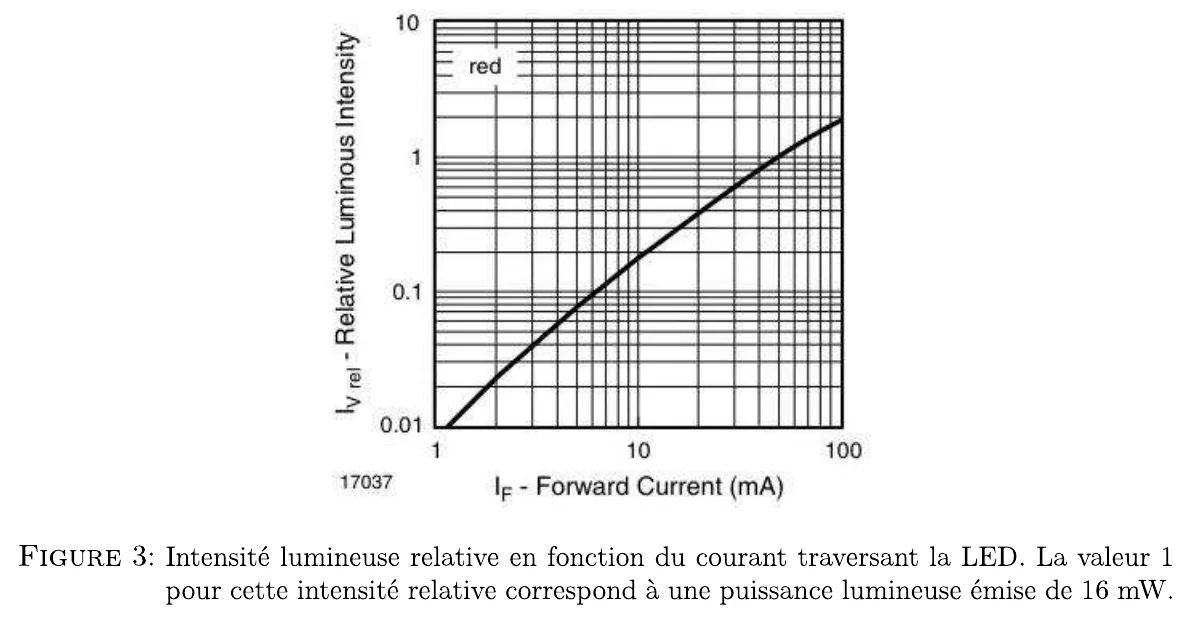 10
red
1
0.1
0.01
I_V rel - Relative Luminous Intensity
1 10 100
17037
I_F - Forward Current (mA)
FIGURE 3: Intensité lumineuse relative en fonction du courant traversant la LED. La valeur 1
pour cette intensité relative correspond à une puissance lumineuse émise de 16 mW.